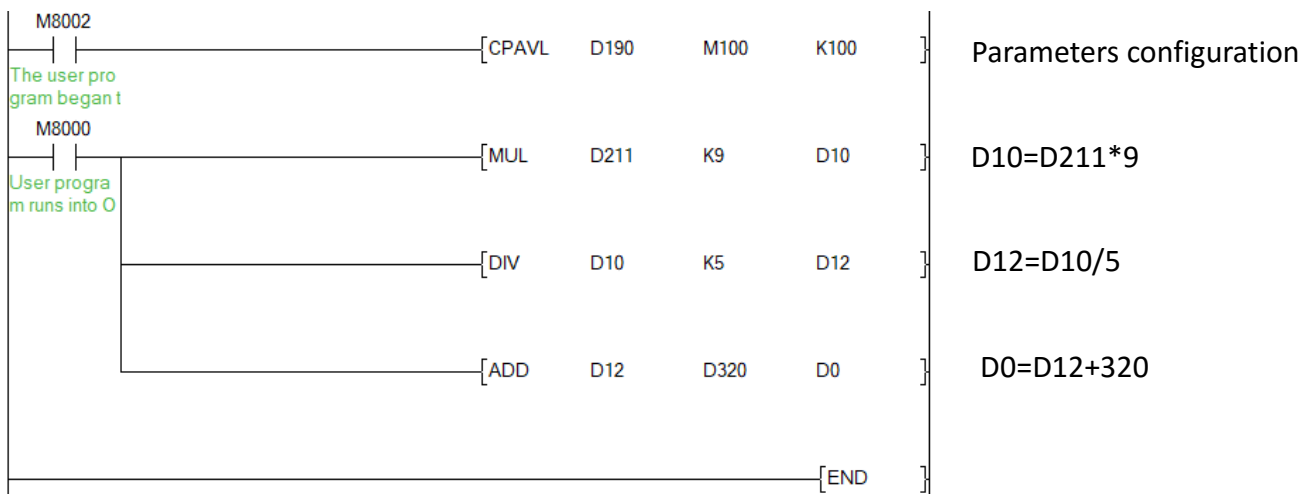 M8002
[CPAVL D190 M100 K100 ] Parameters configuration
The user pro
gram began t
M8000
[MUL D211 K9 D10 ] D10=D211*9
User progra
m runs into O
[DIV D10 K5 D12 ] D12=D10/5
[ADD D12 D320 D0 ] D0=D12+320
[END ]